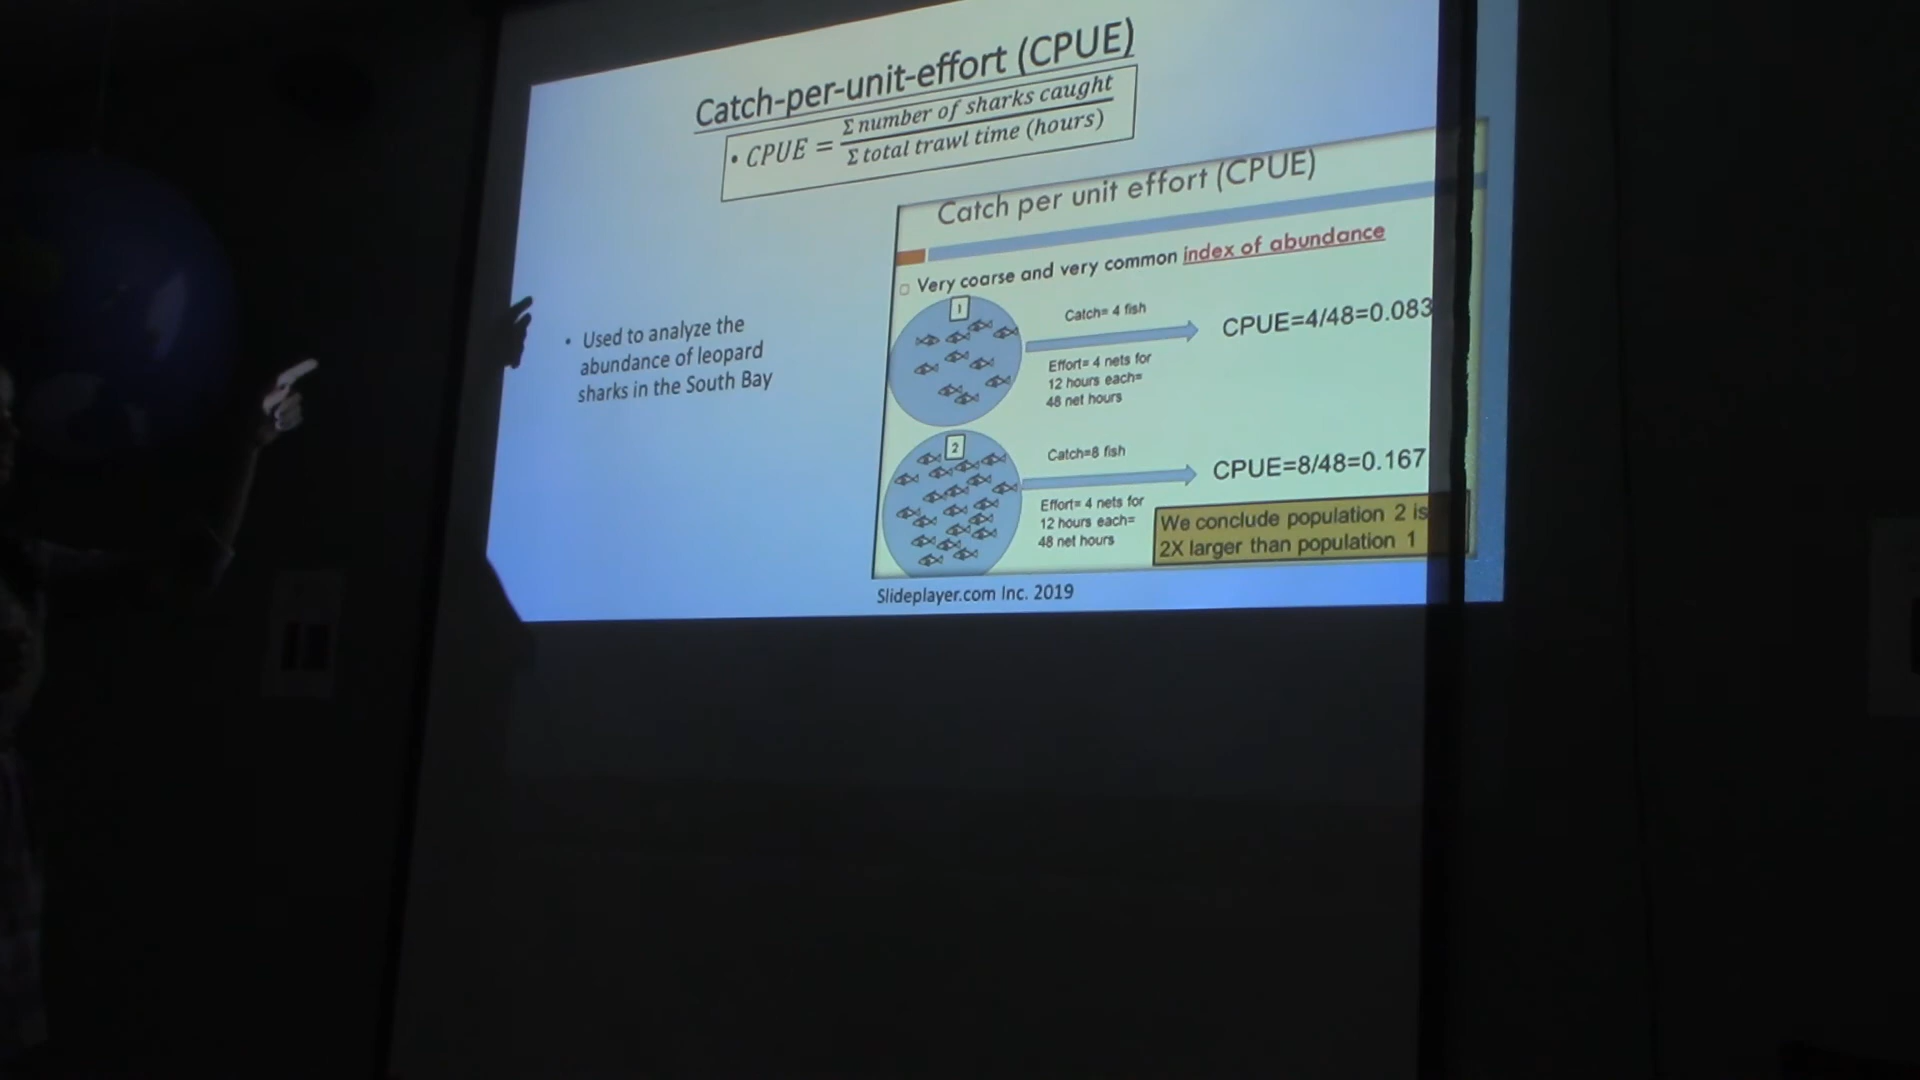 Catch-per-unit-effort (CPUE)
• CPUE = Σ number of sharks caught / Σ total trawl time (hours)
• Used to analyze the
abundance of leopard
sharks in the South Bay
Catch per unit effort (CPUE)
Very coarse and very common index of abundance
1
Catch= 4 fish
Effort= 4 nets for
12 hours each=
48 net hours
CPUE=4/48=0.083
2
Catch=8 fish
Effort= 4 nets for
12 hours each=
48 net hours
CPUE=8/48=0.167
We conclude population 2 is
2X larger than population 1
Slideplayer.com Inc. 2019